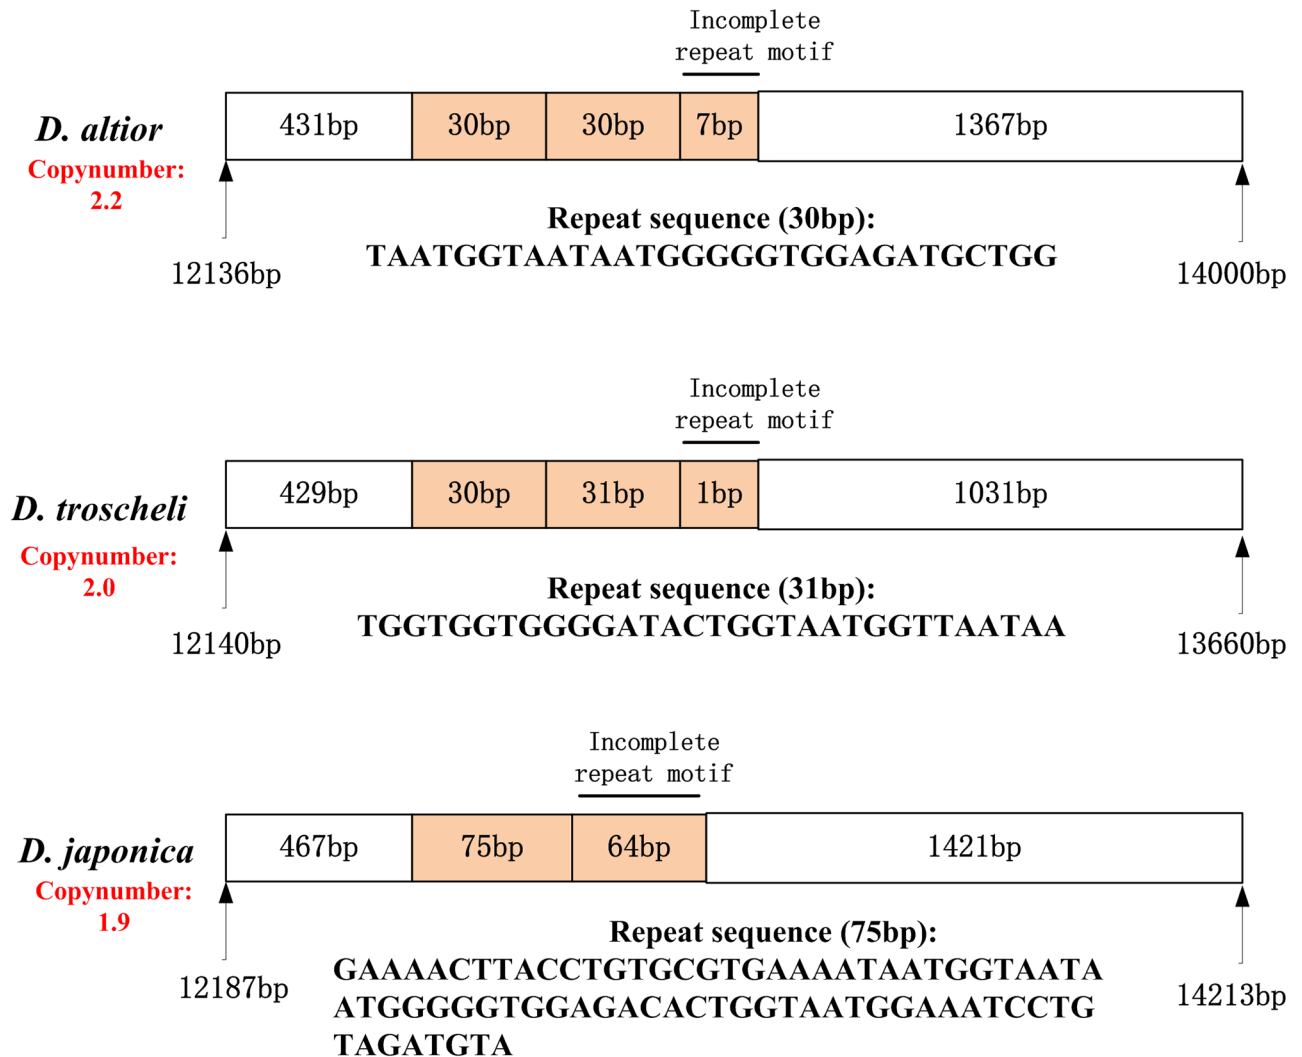 Incomplete
repeat motif
D. altior
Copynumber:
2.2
431bp 30bp 30bp 7bp 1367bp
Repeat sequence (30bp):
TAATGGTAATAATGGGGGTGGAGATGCTGG
12136bp 14000bp
Incomplete
repeat motif
D. troscheli
Copynumber:
2.0
429bp 30bp 31bp 1bp 1031bp
Repeat sequence (31bp):
TGGTGGTGGGGATACTGGTAATGGTTAATAA
12140bp 13660bp
Incomplete
repeat motif
D. japonica
Copynumber:
1.9
467bp 75bp 64bp 1421bp
Repeat sequence (75bp):
GAAAACTTACCTGTGCGTGAAAATAATGGTAATA
ATGGGGGTGGAGACACTGGTAATGGAAATCCTG
TAGATGTA
12187bp 14213bp